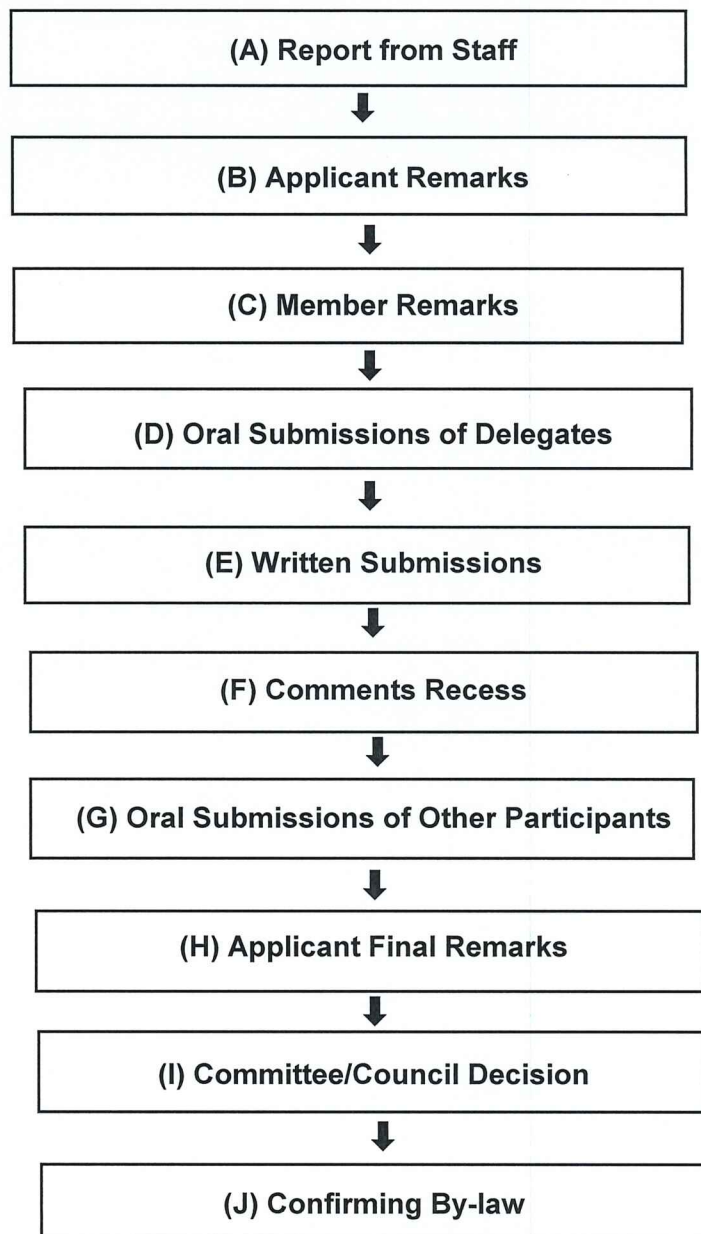 (A) Report from Staff
(B) Applicant Remarks
(C) Member Remarks
(D) Oral Submissions of Delegates
(E) Written Submissions
(F) Comments Recess
(G) Oral Submissions of Other Participants
(H) Applicant Final Remarks
(I) Committee/Council Decision
(J) Confirming By-law